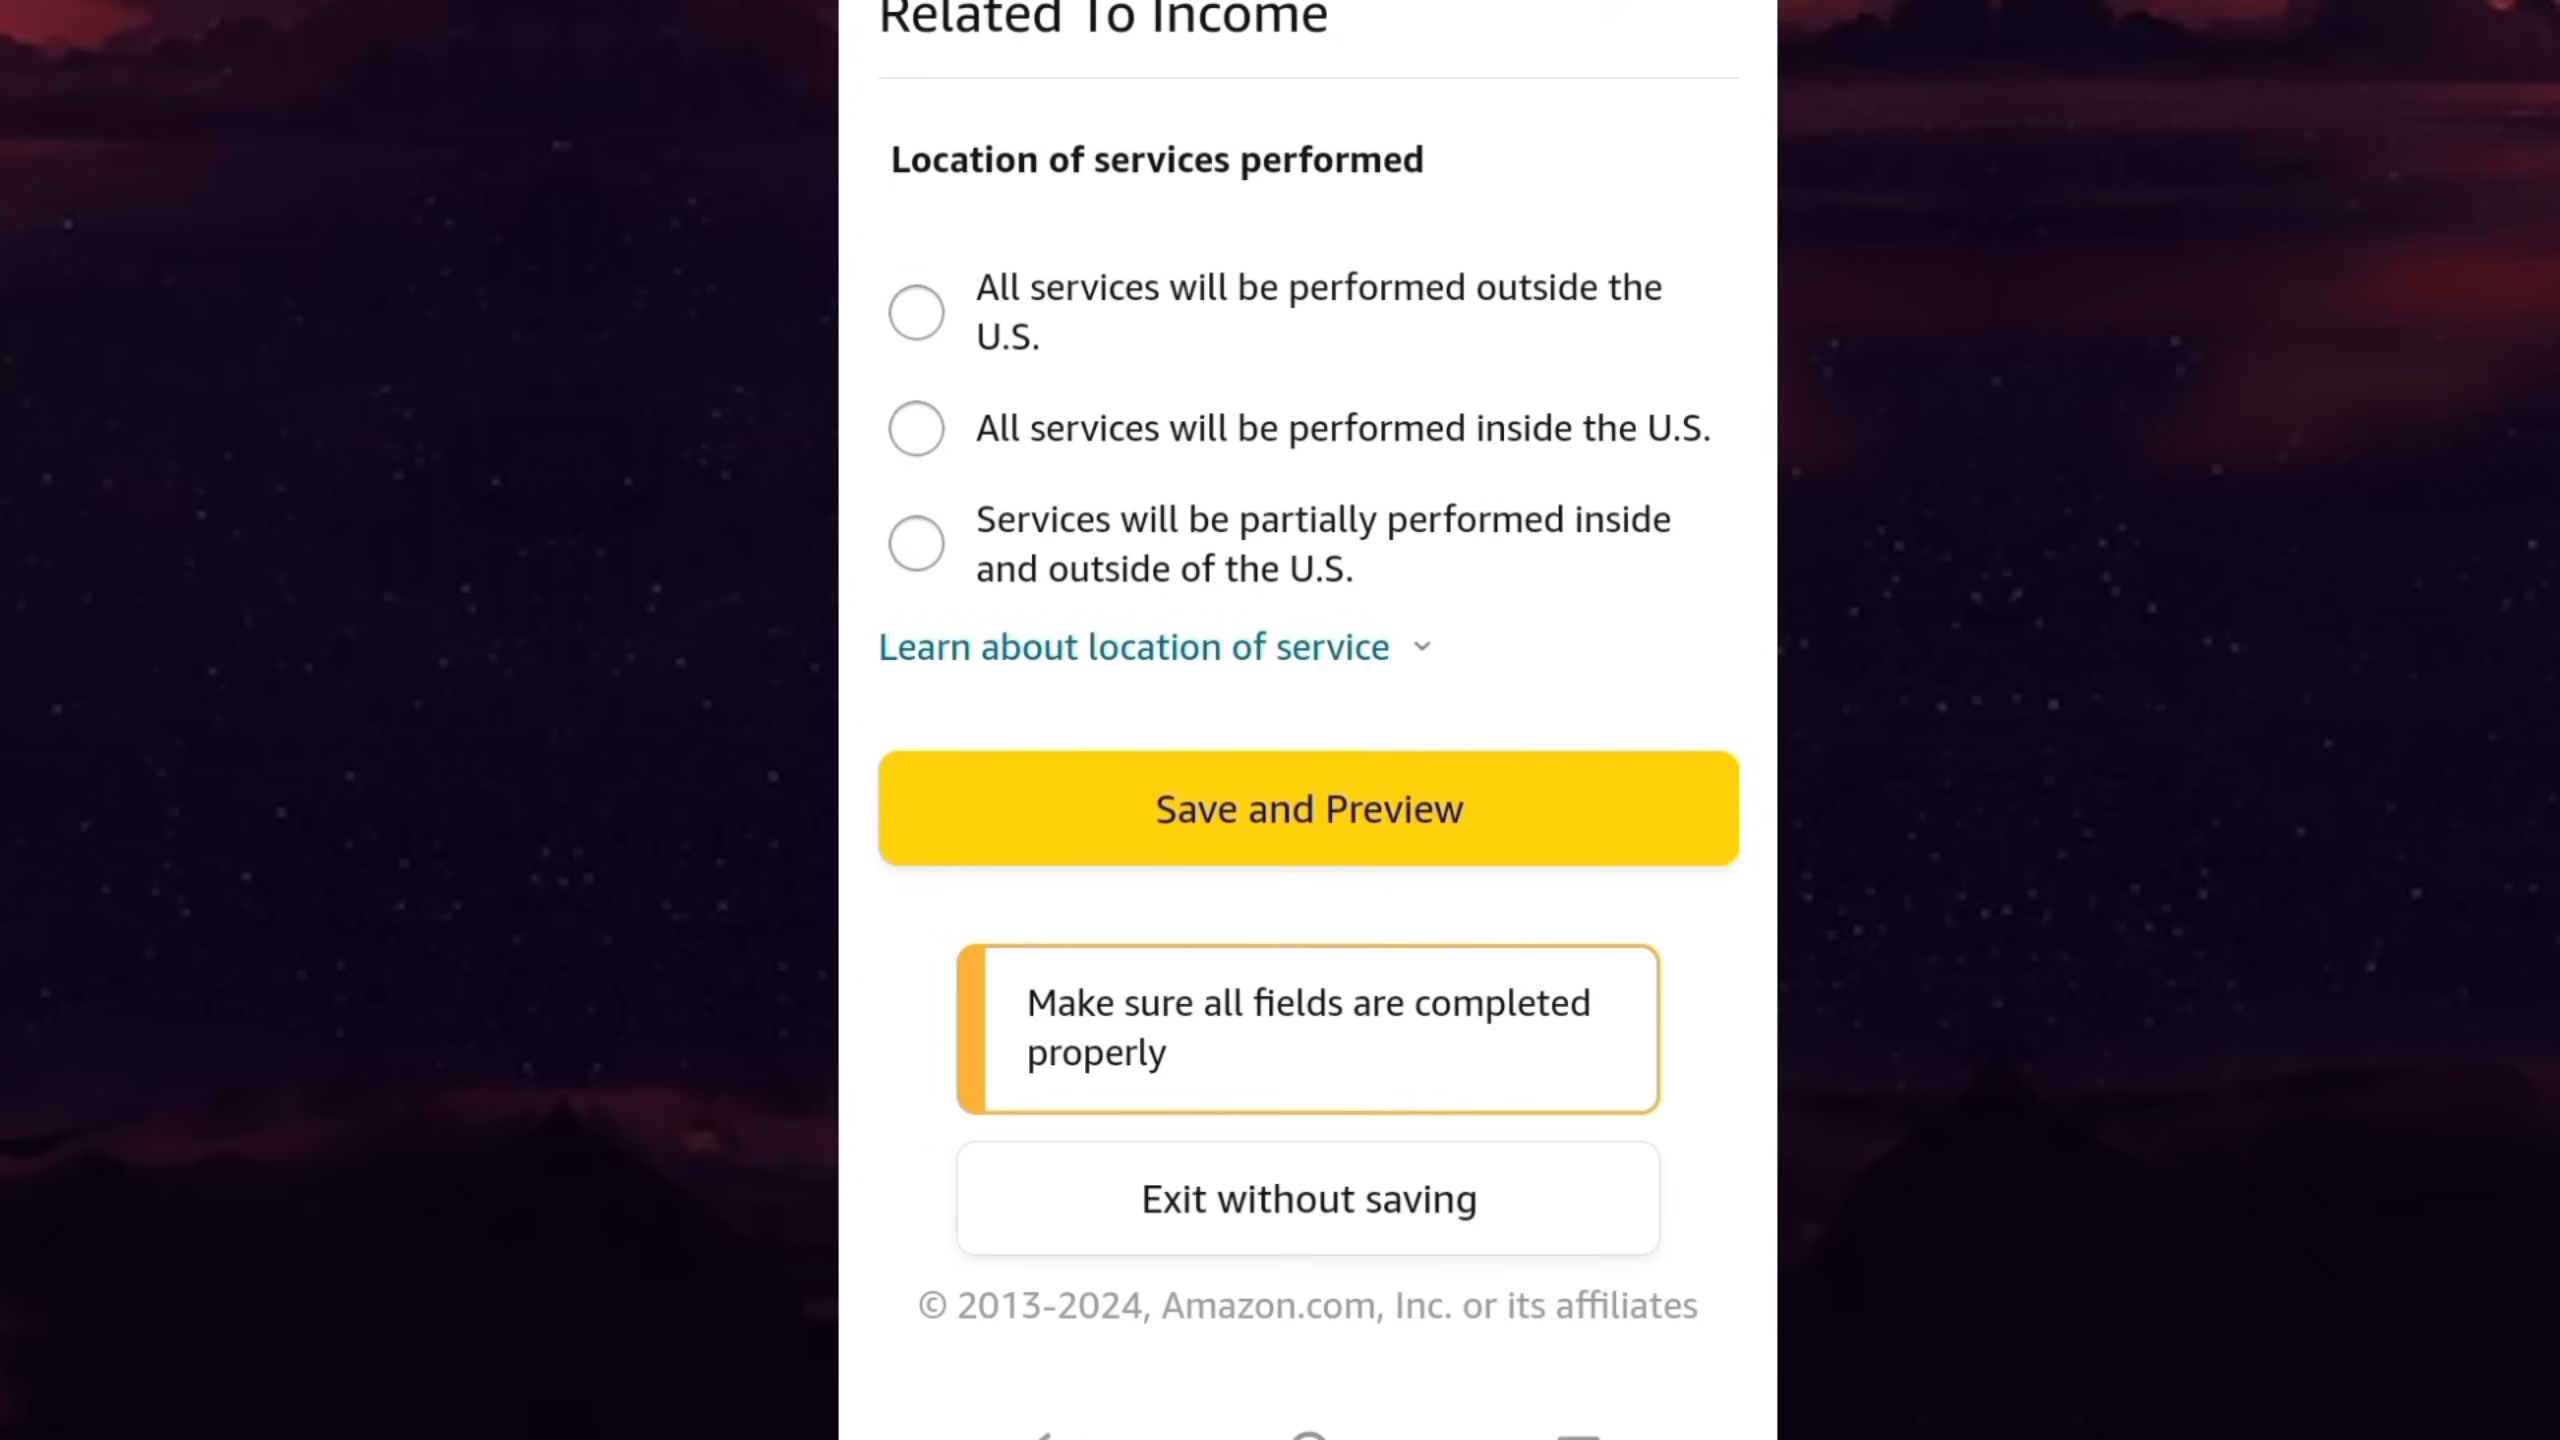 Related To Income
Location of services performed
All services will be performed outside the
U.S.
All services will be performed inside the U.S.
Services will be partially performed inside
and outside of the U.S.
Learn about location of service
Save and Preview
Make sure all fields are completed
properly
Exit without saving
© 2013-2024, Amazon.com, Inc. or its affiliates